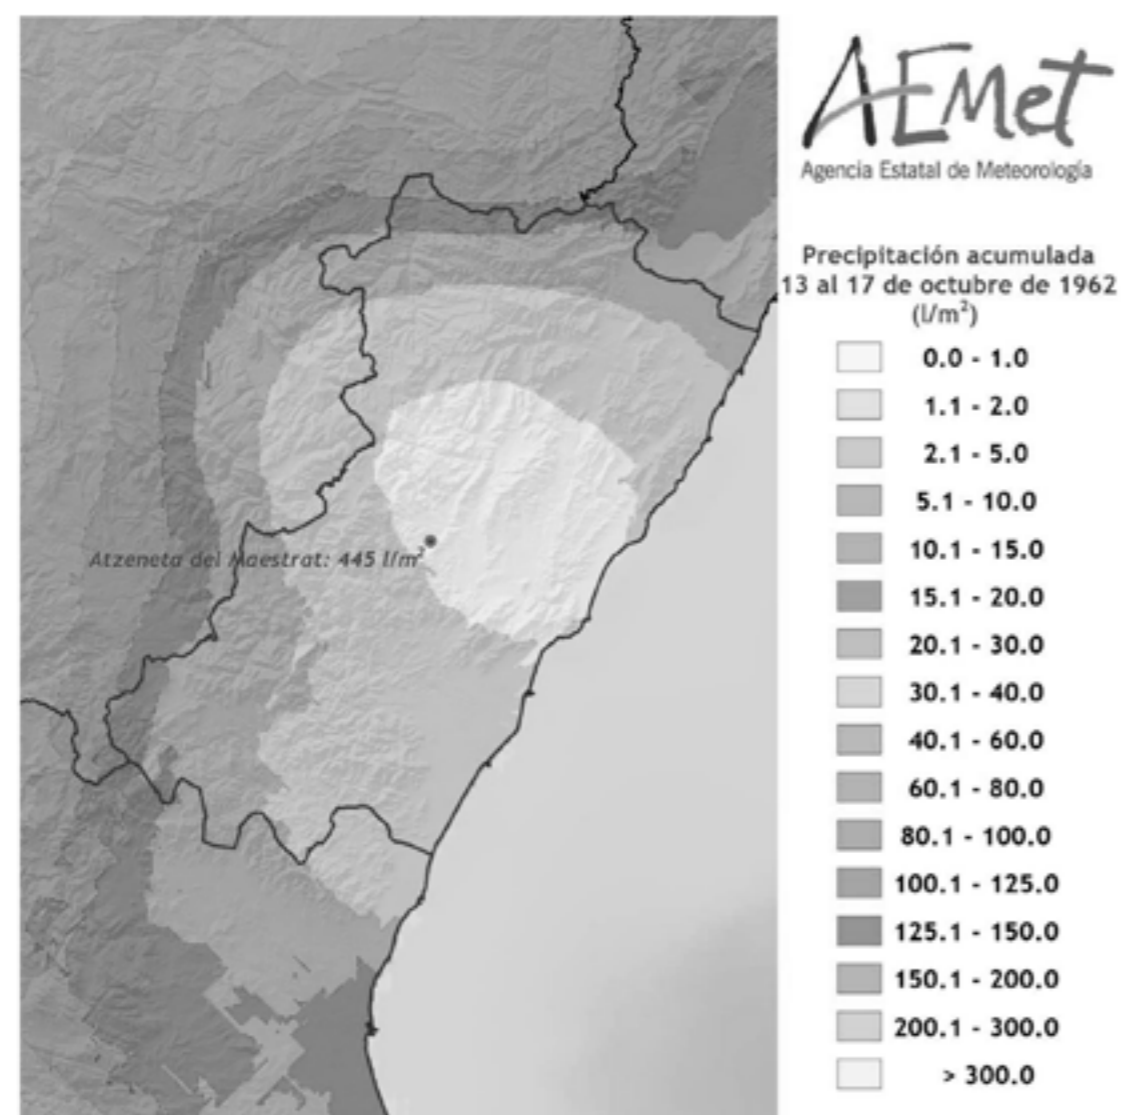 AEMet
Agencia Estatal de Meteorología
Precipitación acumulada
13 al 17 de octubre de 1962
(l/m²)
0.0 - 1.0
1.1 - 2.0
2.1 - 5.0
5.1 - 10.0
10.1 - 15.0
15.1 - 20.0
20.1 - 30.0
30.1 - 40.0
40.1 - 60.0
60.1 - 80.0
80.1 - 100.0
100.1 - 125.0
125.1 - 150.0
150.1 - 200.0
200.1 - 300.0
> 300.0
Atzeneta del Maestrat: 445 l/m²